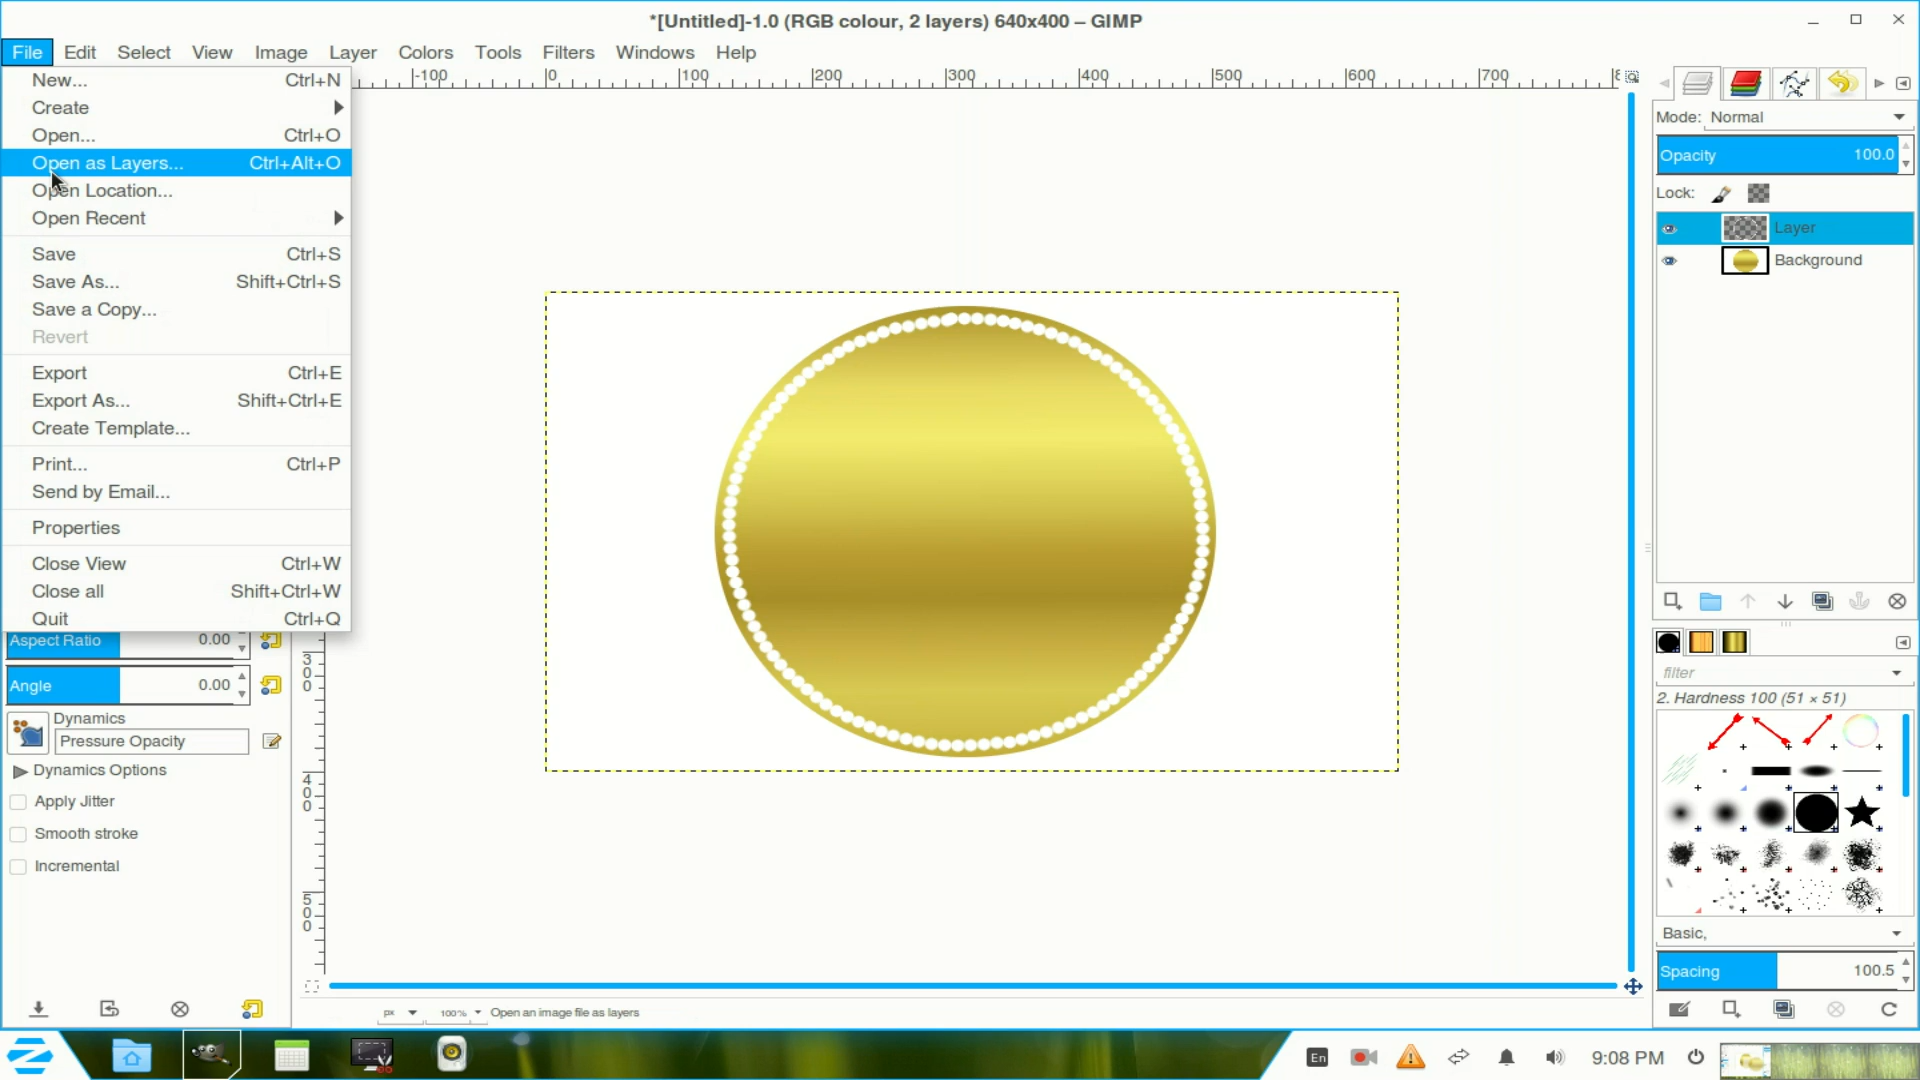 *[Untitled]-1.0 (RGB colour, 2 layers) 640x400 – GIMP
File Edit Select View Image Layer Colors Tools Filters Windows Help
New... Ctrl+N
Create
Open... Ctrl+O
Open as Layers... Ctrl+Alt+O
Open Location...
Open Recent
Save Ctrl+S
Save As... Shift+Ctrl+S
Save a Copy...
Revert
Export Ctrl+E
Export As... Shift+Ctrl+E
Create Template...
Print... Ctrl+P
Send by Email...
Properties
Close View Ctrl+W
Close all Shift+Ctrl+W
Quit Ctrl+Q
Aspect Ratio 0.00
Angle 0.00
Dynamics
Pressure Opacity
Dynamics Options
Apply Jitter
Smooth stroke
Incremental
-100 0 100 200 300 400 500 600 700
300
400
500
px 100% Open an image file as layers
Mode: Normal
Opacity 100.0
Lock:
Layer
Background
filter
2. Hardness 100 (51 × 51)
Basic,
Spacing 100.5
En 9:08 PM